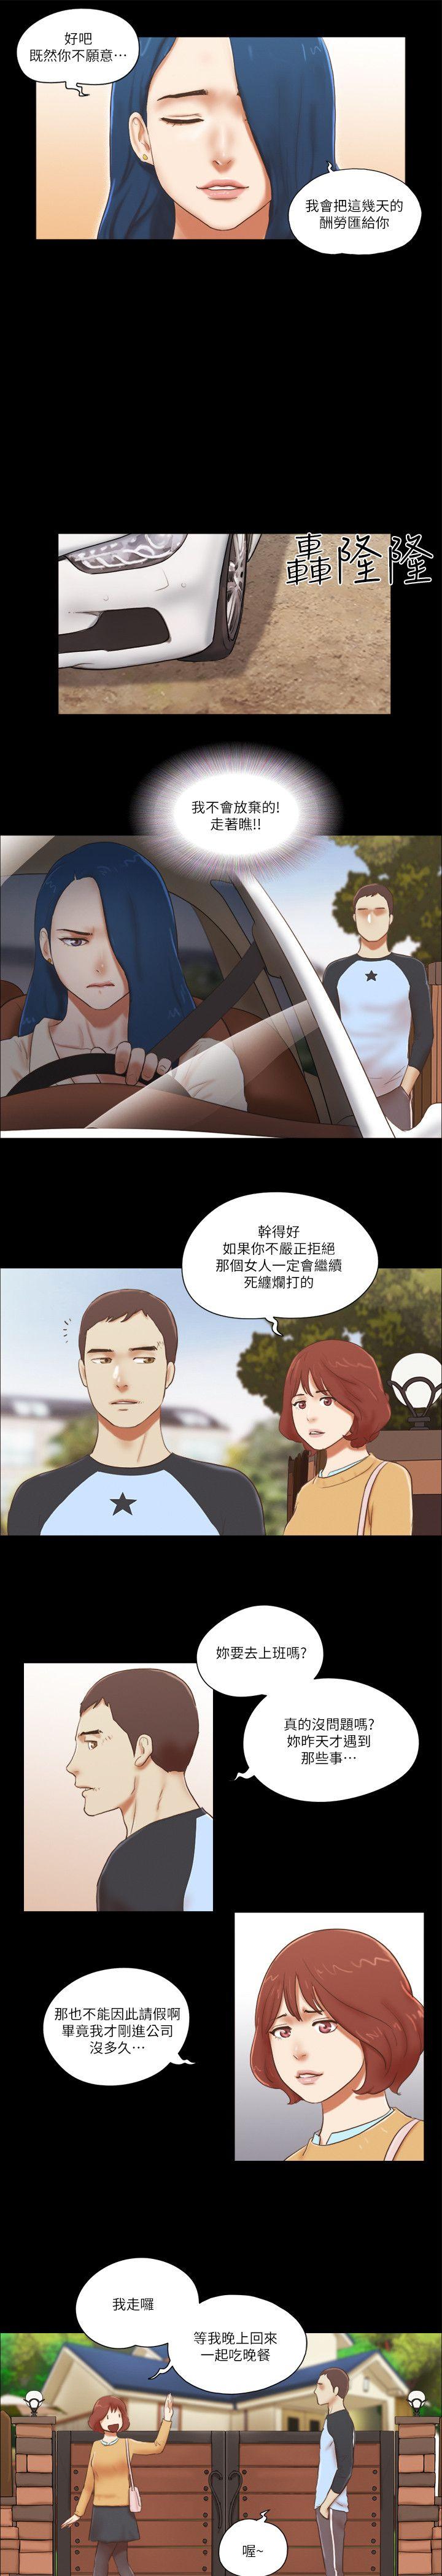 好吧
既然你不願意⋯
我會把這幾天的
酬勞匯給你
轟隆隆
我不會放棄的!
走著瞧!!
幹得好
如果你不嚴正拒絕
那個女人一定會繼續
死纏爛打的
妳要去上班嗎?
真的沒問題嗎?
妳昨天才遇到
那些事⋯
那也不能因此請假啊
畢竟我才剛進公司
沒多久⋯
我走囉
等我晚上回來
一起吃晚餐
喔~